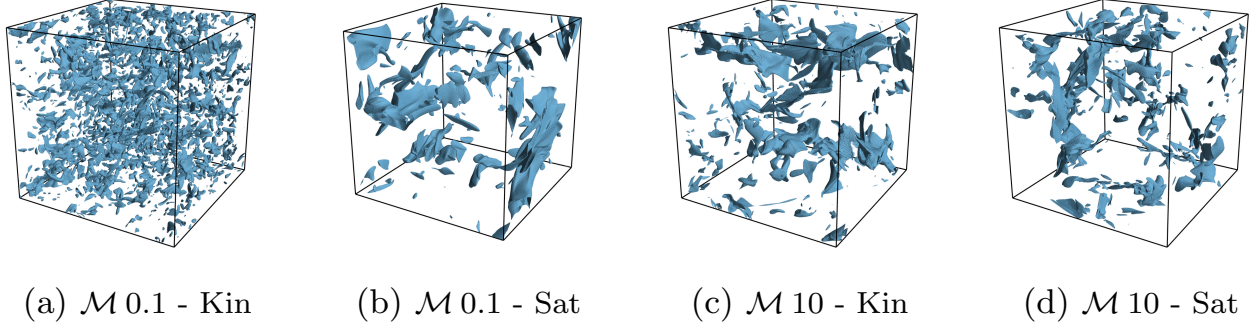 (a) ℳ 0.1 - Kin (b) ℳ 0.1 - Sat (c) ℳ 10 - Kin (d) ℳ 10 - Sat